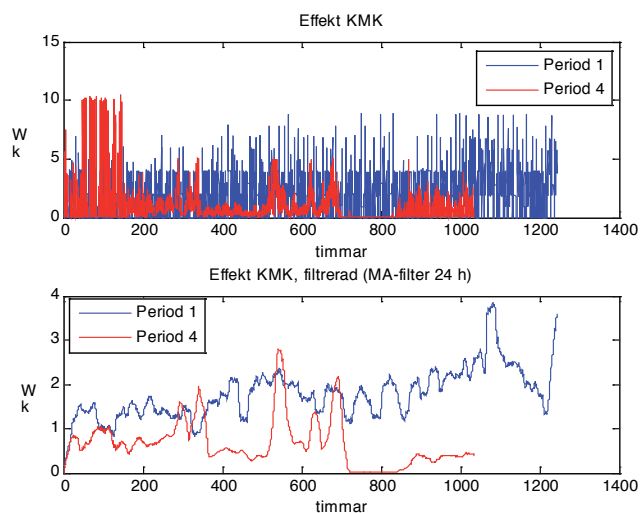 Effekt KMK
15
10
5
0
W
k
Period 1
Period 4
0 200 400 600 800 1000 1200 1400
timmar
Effekt KMK, filtrerad (MA-filter 24 h)
4
3
2
1
0
W
k
Period 1
Period 4
0 200 400 600 800 1000 1200 1400
timmar